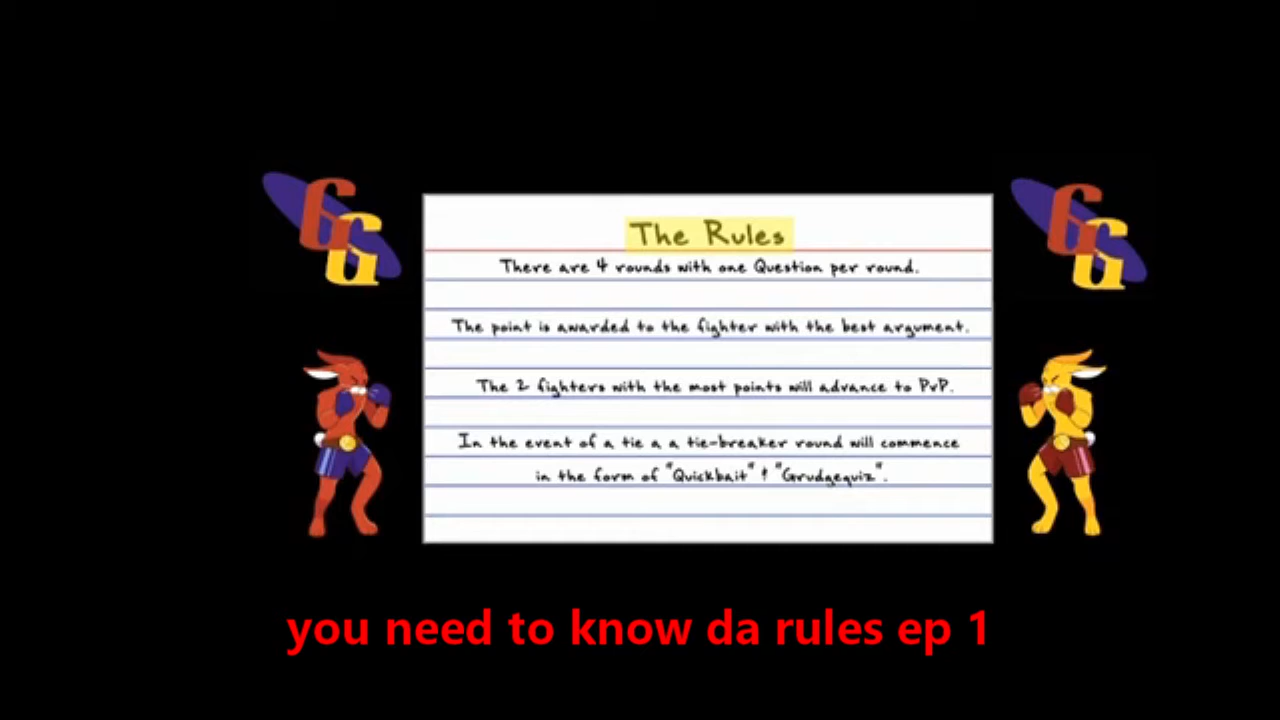 GG
GG
The Rules
There are 4 rounds with one Question per round.
The point is awarded to the fighter with the best argument.
The 2 fighters with the most points will advance to PvP.
In the event of a tie a a tie-breaker round will commence
in the form of "Quickbait" & "Grudgequiz".
you need to know da rules ep 1